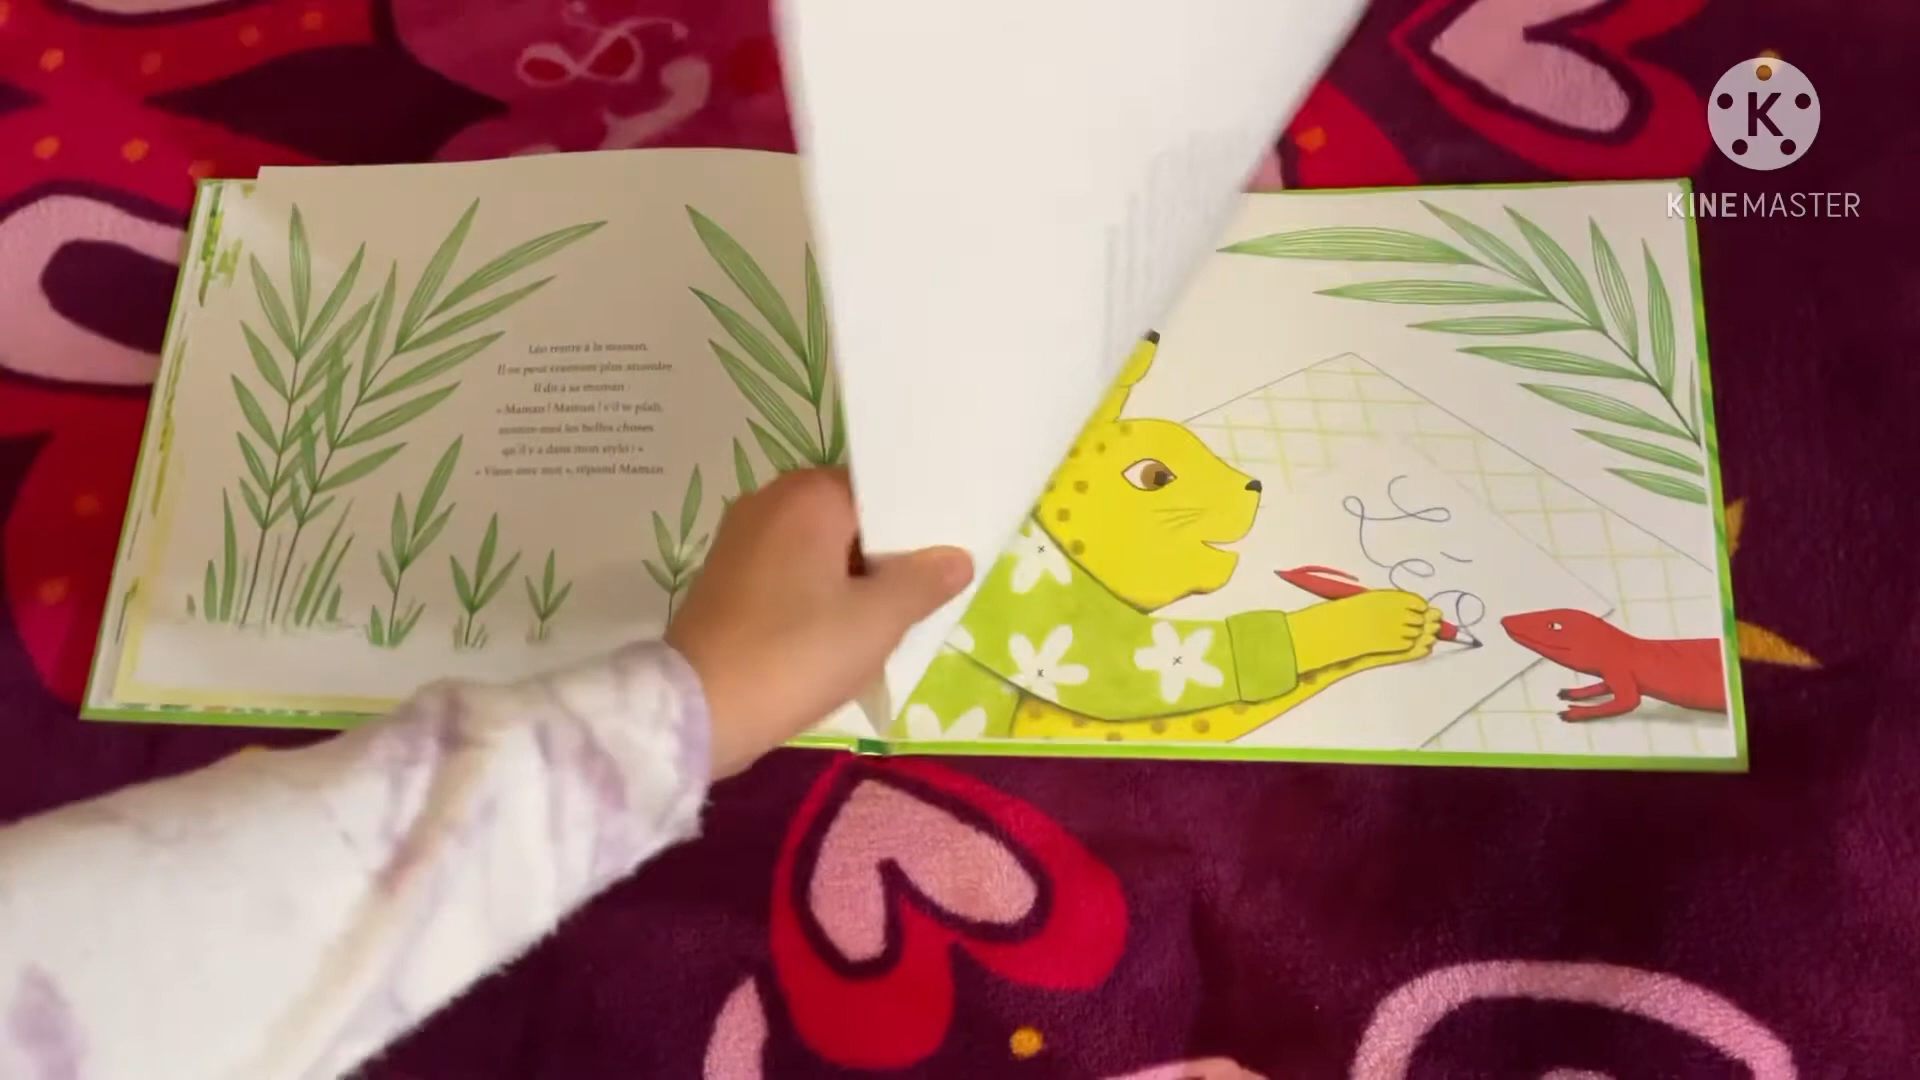 Léo rentre à la maison.
Il ne peut vraiment plus attendre.
Il dit à sa maman :
« Maman ! Maman ! s'il te plaît,
montre-moi les belles choses
qu'il y a dans mon stylo ! »
« Viens avec moi », répond Maman.
Léo
K
KINEMASTER